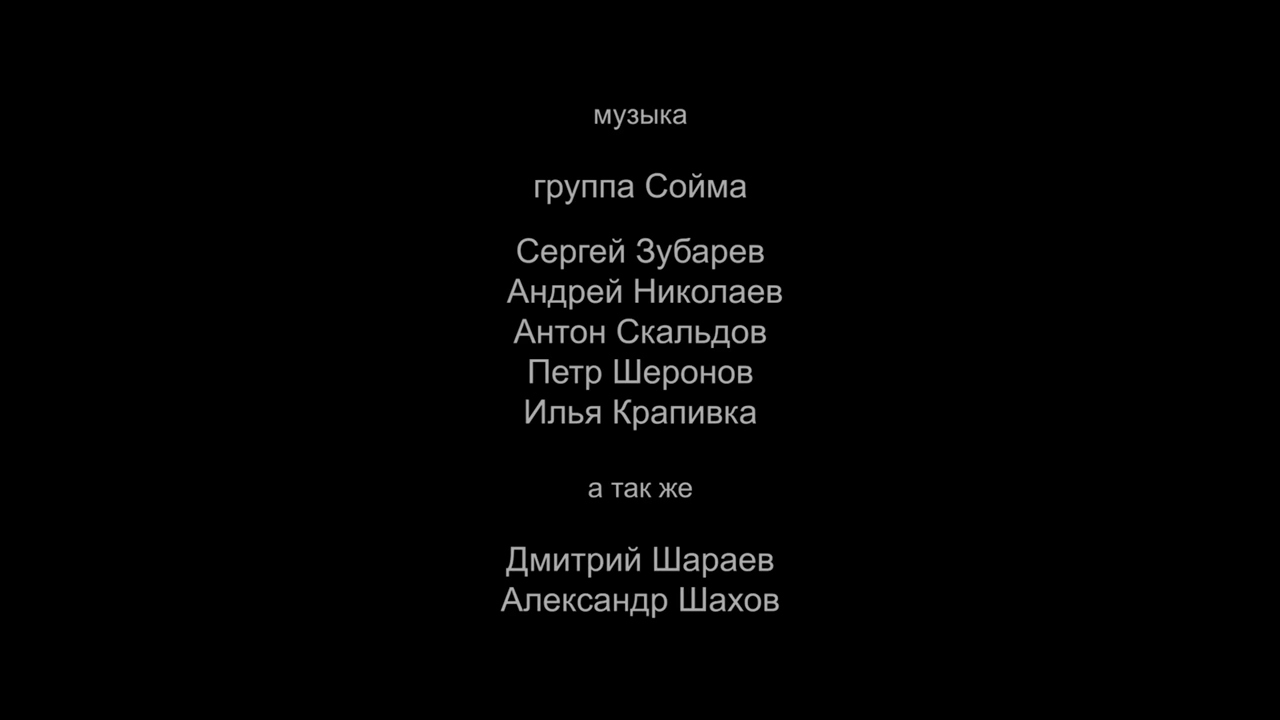 музыка
группа Сойма
Сергей Зубарев
Андрей Николаев
Антон Скальдов
Петр Шеронов
Илья Крапивка
а так же
Дмитрий Шараев
Александр Шахов